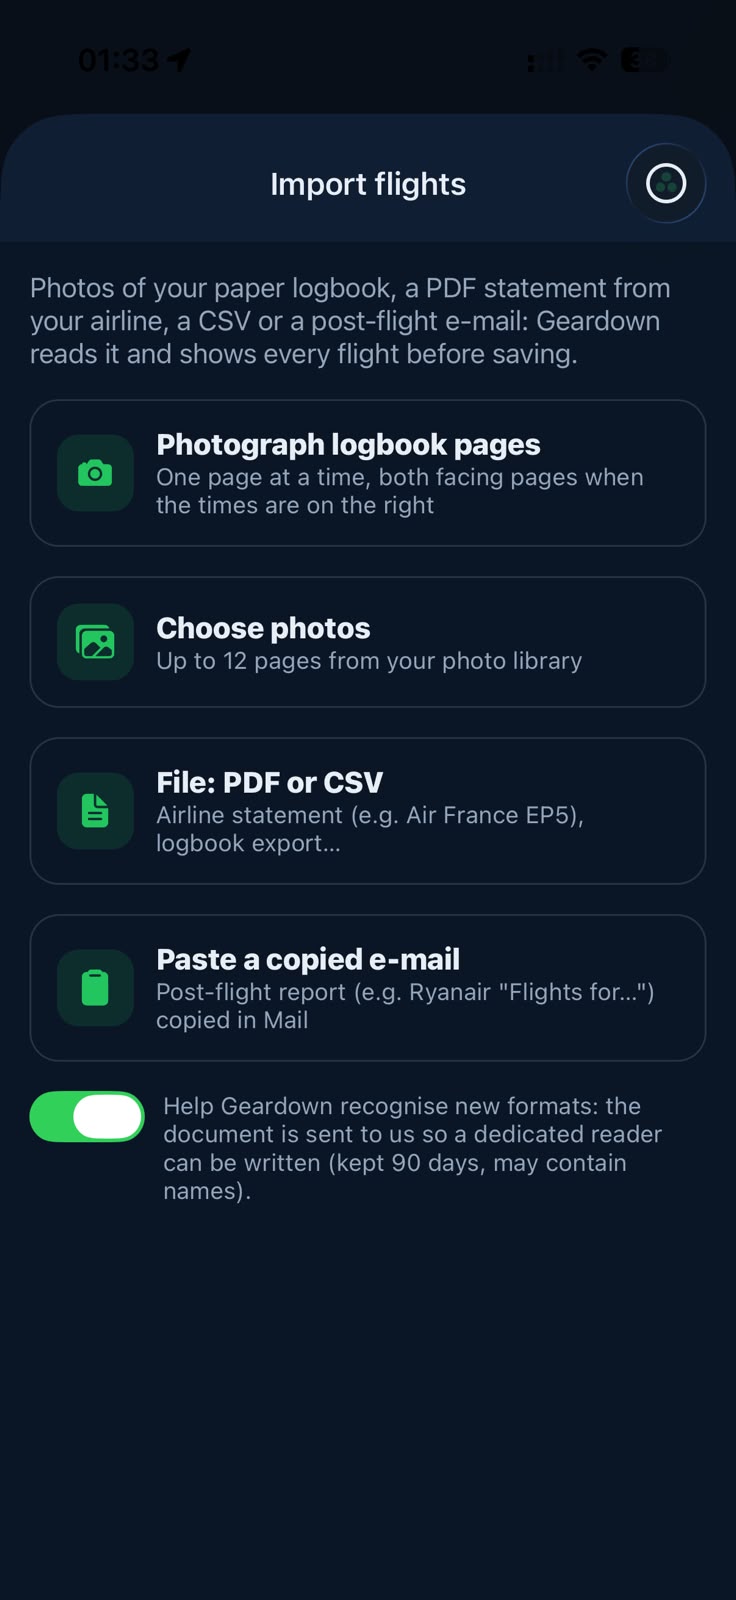 01:33
Import flights
Photos of your paper logbook, a PDF statement from
your airline, a CSV or a post-flight e-mail: Geardown
reads it and shows every flight before saving.
Photograph logbook pages
One page at a time, both facing pages when
the times are on the right
Choose photos
Up to 12 pages from your photo library
File: PDF or CSV
Airline statement (e.g. Air France EP5),
logbook export...
Paste a copied e-mail
Post-flight report (e.g. Ryanair "Flights for...")
copied in Mail
Help Geardown recognise new formats: the
document is sent to us so a dedicated reader
can be written (kept 90 days, may contain
names).